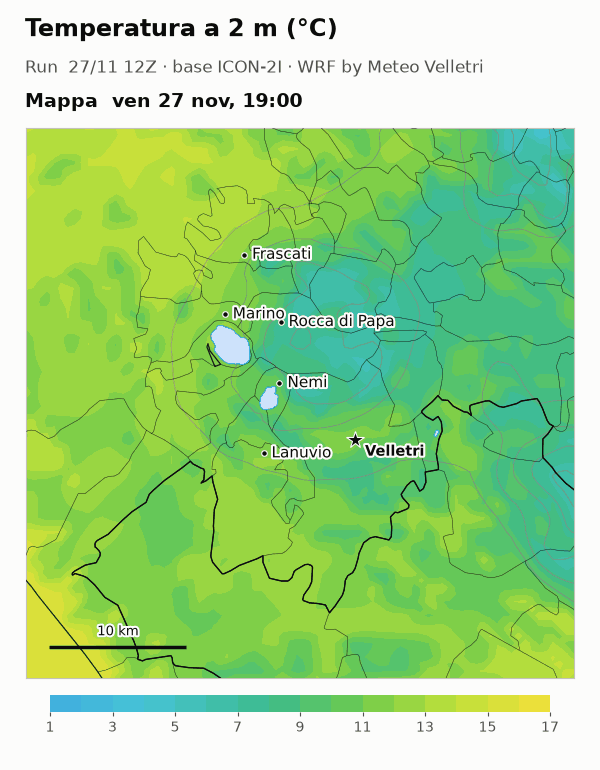 Temperatura a 2 m (°C)
Run  27/11 12Z · base ICON-2I · WRF by Meteo Velletri
Mappa  ven 27 nov, 19:00
Frascati
Marino
Rocca di Papa
Nemi
Velletri
Lanuvio
10 km
1 3 5 7 9 11 13 15 17